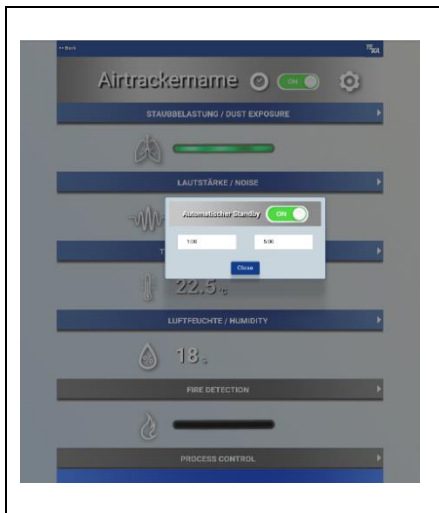 Back
Airtrackername
ON
STAUBBELASTUNG / DUST EXPOSURE
LAUTSTÄRKE / NOISE
Automatischer Standby
ON
1:00
5:00
Close
22.5 °C
LUFTFEUCHTE / HUMIDITY
18
FIRE DETECTION
PROCESS CONTROL